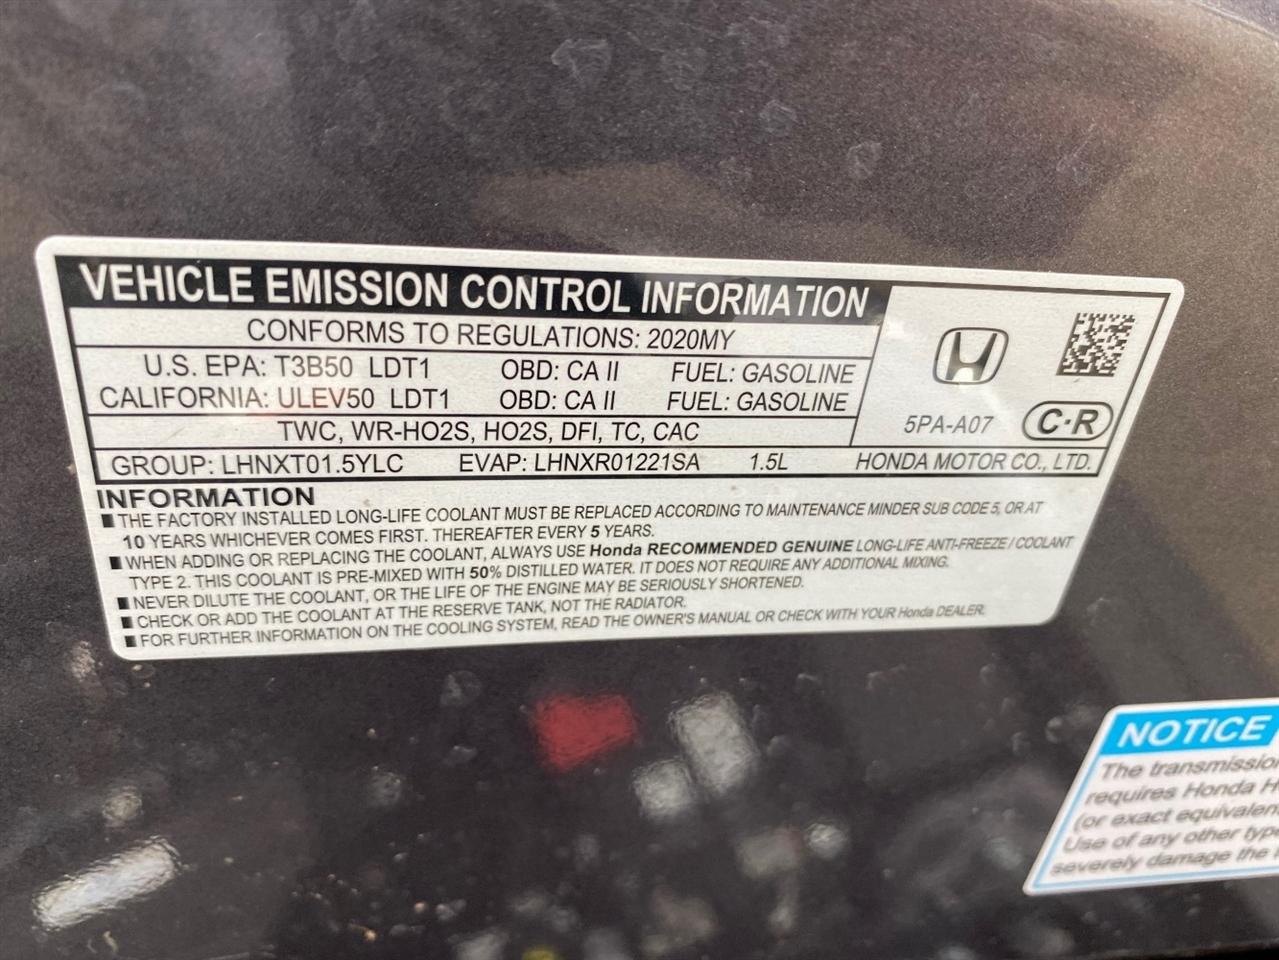 VEHICLE EMISSION CONTROL INFORMATION
CONFORMS TO REGULATIONS: 2020MY
U.S. EPA: T3B50 LDT1 OBD: CA II FUEL: GASOLINE
CALIFORNIA: ULEV50 LDT1 OBD: CA II FUEL: GASOLINE
TWC, WR-HO2S, HO2S, DFI, TC, CAC
5PA-A07 C·R
GROUP: LHNXT01.5YLC EVAP: LHNXR01221SA 1.5L HONDA MOTOR CO., LTD.
INFORMATION
■ THE FACTORY INSTALLED LONG-LIFE COOLANT MUST BE REPLACED ACCORDING TO MAINTENANCE MINDER SUB CODE 5, OR AT
10 YEARS WHICHEVER COMES FIRST. THEREAFTER EVERY 5 YEARS.
■ WHEN ADDING OR REPLACING THE COOLANT, ALWAYS USE Honda RECOMMENDED GENUINE LONG-LIFE ANTI-FREEZE / COOLANT
TYPE 2. THIS COOLANT IS PRE-MIXED WITH 50% DISTILLED WATER. IT DOES NOT REQUIRE ANY ADDITIONAL MIXING.
■ NEVER DILUTE THE COOLANT, OR THE LIFE OF THE ENGINE MAY BE SERIOUSLY SHORTENED.
■ CHECK OR ADD THE COOLANT AT THE RESERVE TANK, NOT THE RADIATOR.
■ FOR FURTHER INFORMATION ON THE COOLING SYSTEM, READ THE OWNER'S MANUAL OR CHECK WITH YOUR Honda DEALER.
NOTICE
The transmissio
requires Honda H
(or exact equivalen
Use of any other type
severely damage the